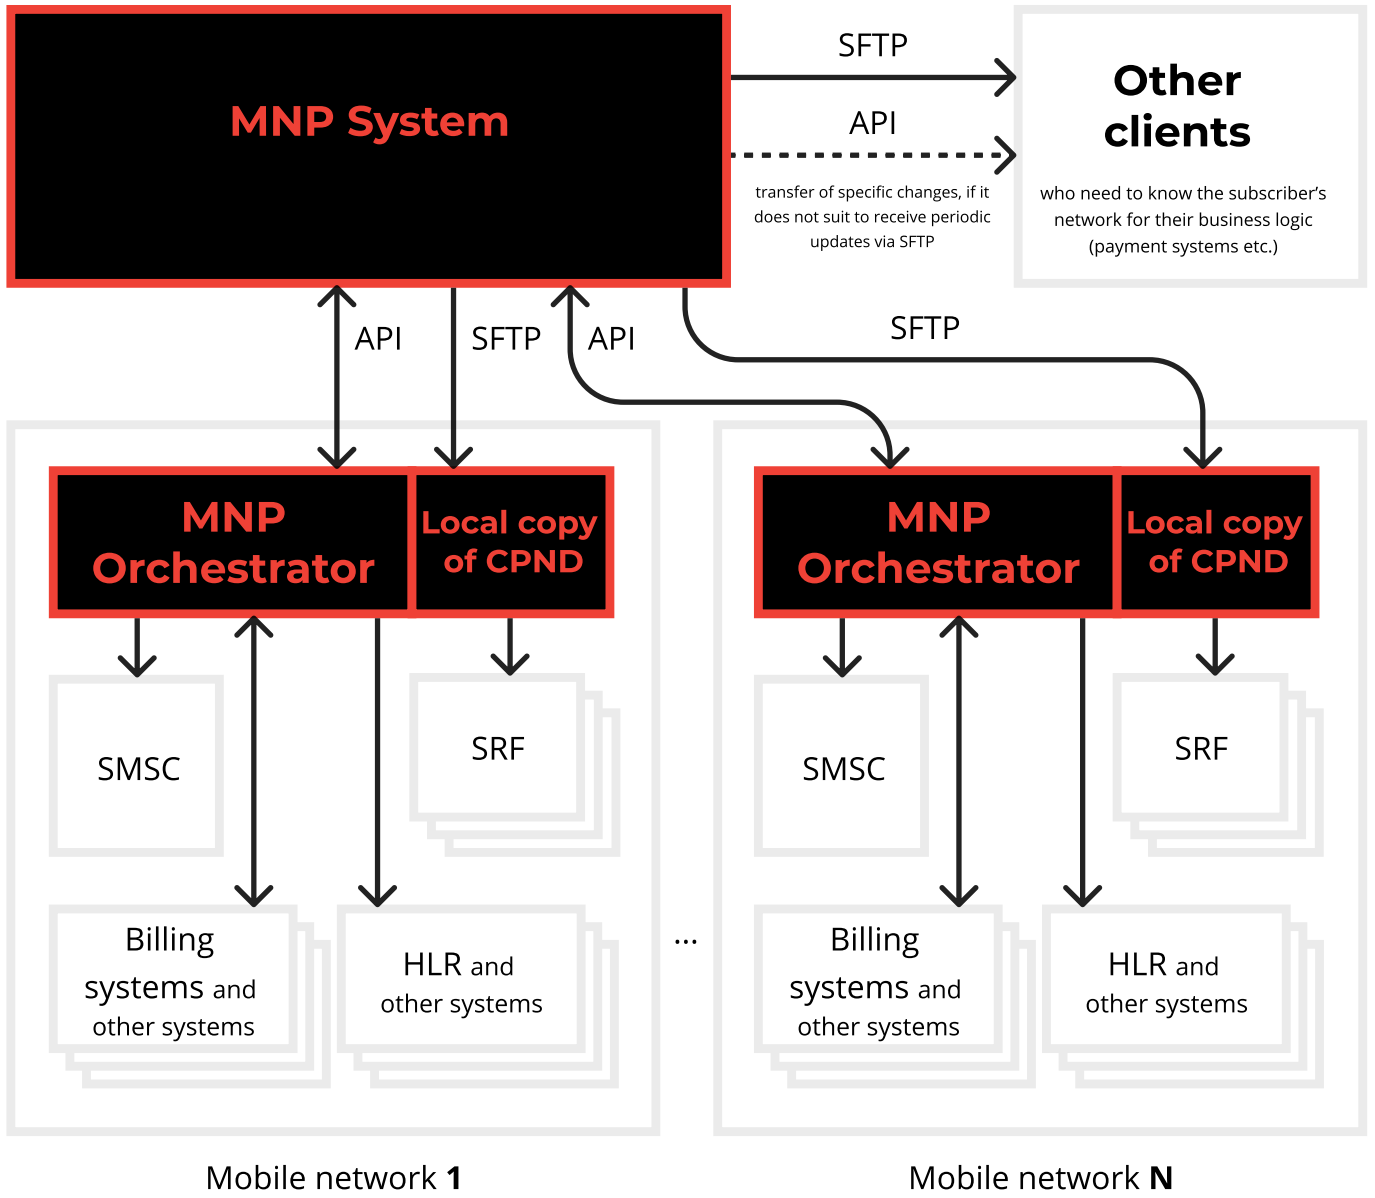 MNP System
SFTP
API
transfer of specific changes, if it
does not suit to receive periodic
updates via SFTP
Other
clients
who need to know the subscriber's
network for their business logic
(payment systems etc.)
API
SFTP
API
SFTP
MNP
Orchestrator
Local copy
of CPND
SMSC
SRF
Billing
systems and
other systems
HLR and
other systems
Mobile network 1
...
MNP
Orchestrator
Local copy
of CPND
SMSC
SRF
Billing
systems and
other systems
HLR and
other systems
Mobile network N